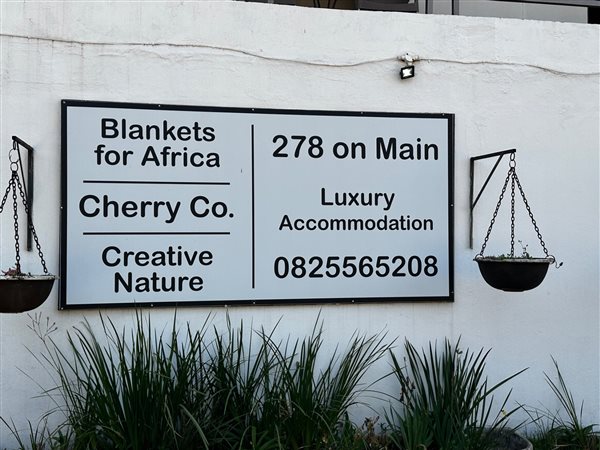 Blankets
for Africa
Cherry Co.
Creative
Nature
278 on Main
Luxury
Accommodation
0825565208